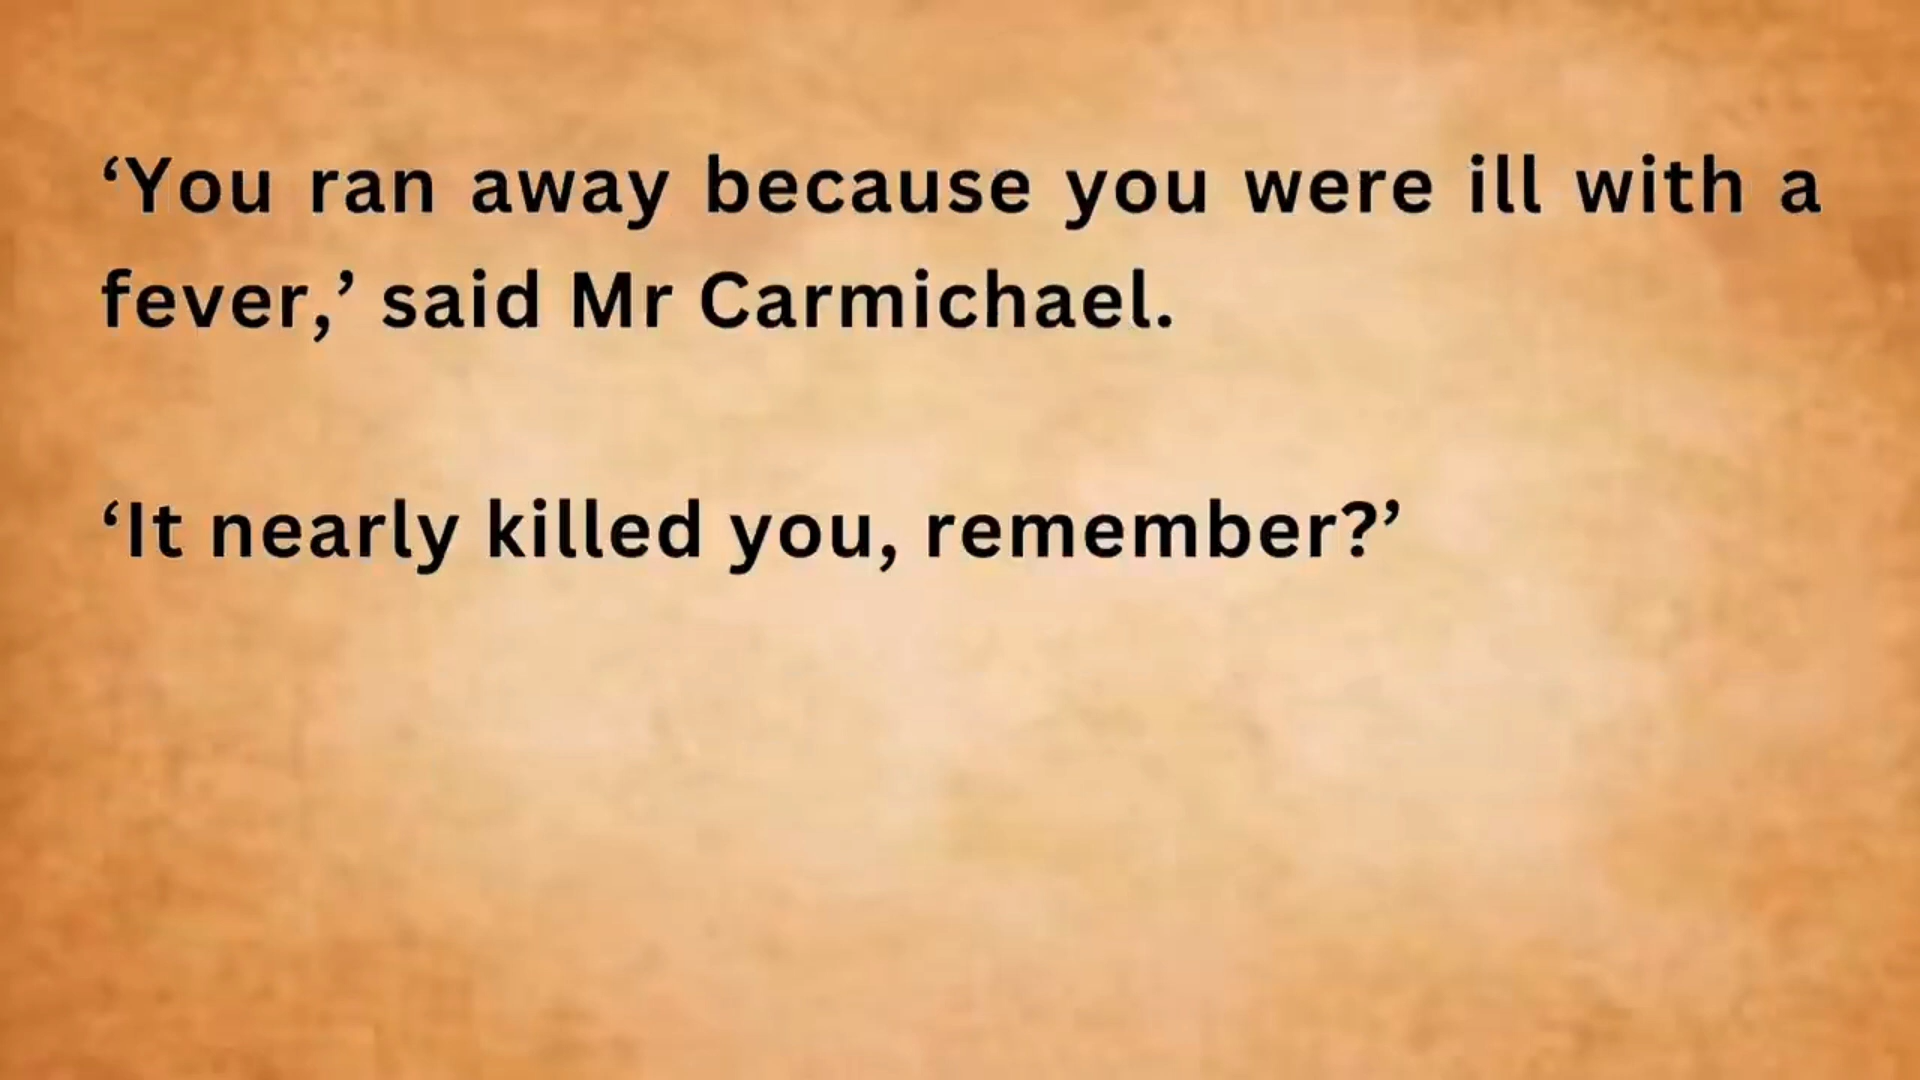 ‘You ran away because you were ill with a
fever,’ said Mr Carmichael.
‘It nearly killed you, remember?’